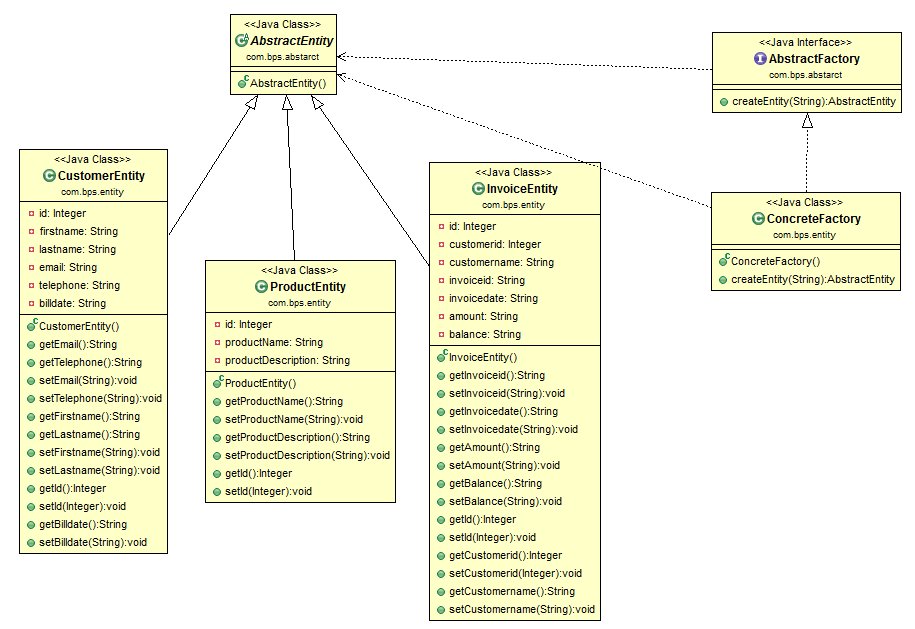 <<Java Class>>
AbstractEntity
com.bps.abstarct
AbstractEntity()
<<Java Interface>>
AbstractFactory
com.bps.abstarct
createEntity(String):AbstractEntity
<<Java Class>>
CustomerEntity
com.bps.entity
id: Integer
firstname: String
lastname: String
email: String
telephone: String
billdate: String
CustomerEntity()
getEmail():String
getTelephone():String
setEmail(String):void
setTelephone(String):void
getFirstname():String
getLastname():String
setFirstname(String):void
setLastname(String):void
getId():Integer
setId(Integer):void
getBilldate():String
setBilldate(String):void
<<Java Class>>
ProductEntity
com.bps.entity
id: Integer
productName: String
productDescription: String
ProductEntity()
getProductName():String
setProductName(String):void
getProductDescription():String
setProductDescription(String):void
getId():Integer
setId(Integer):void
<<Java Class>>
InvoiceEntity
com.bps.entity
id: Integer
customerid: Integer
customername: String
invoiceid: String
invoicedate: String
amount: String
balance: String
InvoiceEntity()
getInvoiceid():String
setInvoiceid(String):void
getInvoicedate():String
setInvoicedate(String):void
getAmount():String
setAmount(String):void
getBalance():String
setBalance(String):void
getId():Integer
setId(Integer):void
getCustomerid():Integer
setCustomerid(Integer):void
getCustomername():String
setCustomername(String):void
<<Java Class>>
ConcreteFactory
com.bps.entity
ConcreteFactory()
createEntity(String):AbstractEntity